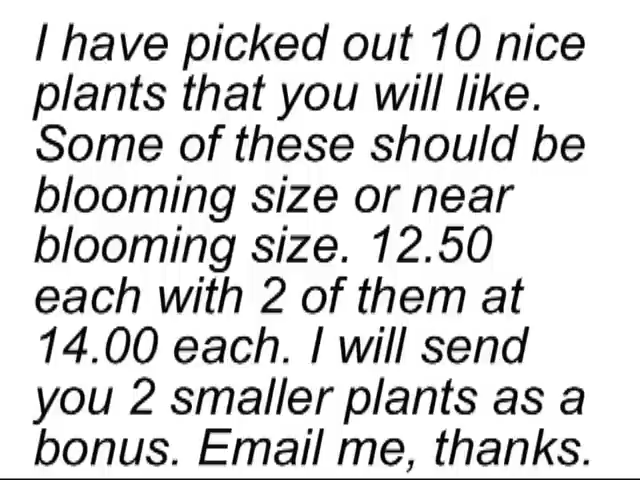 I have picked out 10 nice
plants that you will like.
Some of these should be
blooming size or near
blooming size. 12.50
each with 2 of them at
14.00 each. I will send
you 2 smaller plants as a
bonus. Email me, thanks.